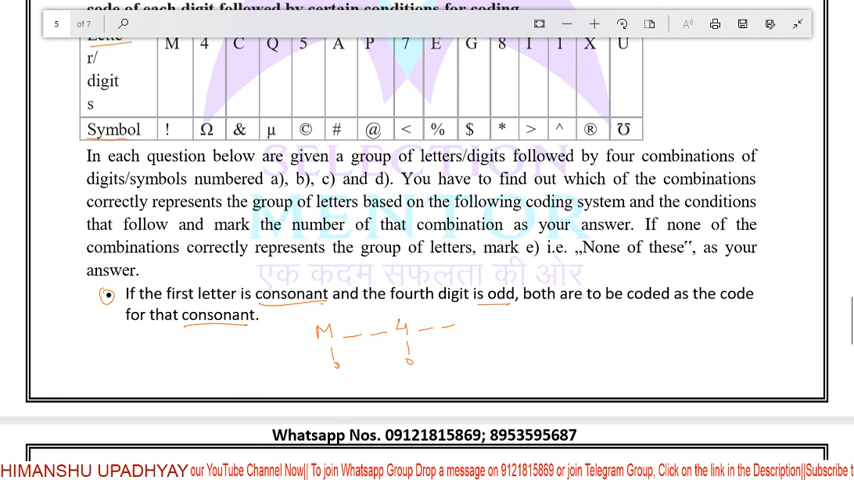 code of each digit followed by certain conditions for coding
5 of 7
Lette M 4 C Q 5 A P 7 E G 8 I 1 X U
r/
digit
s
Symbol ! Ω & µ © # @ < % $ * > ^ ® ℧
In each question below are given a group of letters/digits followed by four combinations of
digits/symbols numbered a), b), c) and d). You have to find out which of the combinations
correctly represents the group of letters based on the following coding system and the conditions
that follow and mark the number of that combination as your answer. If none of the
combinations correctly represents the group of letters, mark e) i.e. „None of these‟, as your
answer.
SELECTION
MENTOR
एक कदम सफलता की ओर
• If the first letter is consonant and the fourth digit is odd, both are to be coded as the code
for that consonant.
M _ _ 4 _ _
Whatsapp Nos. 09121815869; 8953595687
HIMANSHU UPADHYAY our YouTube Channel Now|| To join Whatsapp Group Drop a message on 9121815869 or join Telegram Group, Click on the link in the Description||Subscribe t